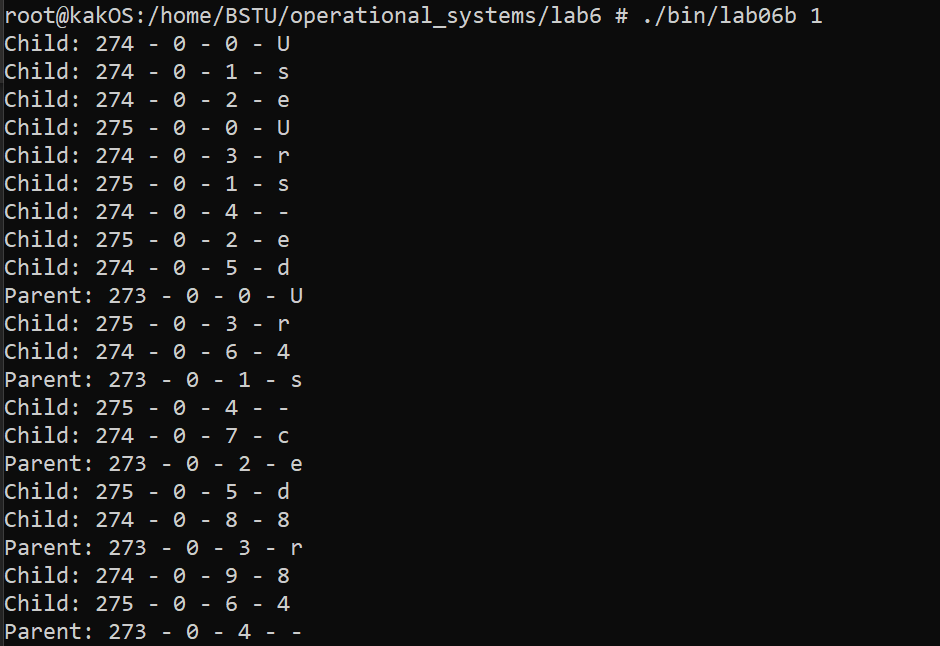 root@kakOS:/home/BSTU/operational_systems/lab6 # ./bin/lab06b 1
Child: 274 - 0 - 0 - U
Child: 274 - 0 - 1 - s
Child: 274 - 0 - 2 - e
Child: 275 - 0 - 0 - U
Child: 274 - 0 - 3 - r
Child: 275 - 0 - 1 - s
Child: 274 - 0 - 4 - -
Child: 275 - 0 - 2 - e
Child: 274 - 0 - 5 - d
Parent: 273 - 0 - 0 - U
Child: 275 - 0 - 3 - r
Child: 274 - 0 - 6 - 4
Parent: 273 - 0 - 1 - s
Child: 275 - 0 - 4 - -
Child: 274 - 0 - 7 - c
Parent: 273 - 0 - 2 - e
Child: 275 - 0 - 5 - d
Child: 274 - 0 - 8 - 8
Parent: 273 - 0 - 3 - r
Child: 274 - 0 - 9 - 8
Child: 275 - 0 - 6 - 4
Parent: 273 - 0 - 4 - -